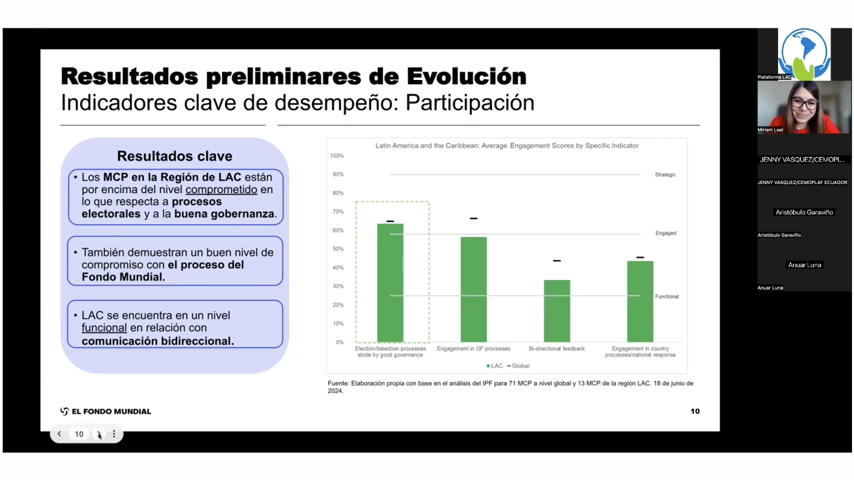 Resultados preliminares de Evolución
Indicadores clave de desempeño: Participación
Resultados clave
• Los MCP en la Región de LAC están
por encima del nivel comprometido en
lo que respecta a procesos
electorales y a la buena gobernanza.
• También demuestran un buen nivel de
compromiso con el proceso del
Fondo Mundial.
• LAC se encuentra en un nivel
funcional en relación con
comunicación bidireccional.
Latin America and the Caribbean: Average Engagement Scores by Specific Indicator
100%
90%
80%
70%
60%
50%
40%
30%
20%
10%
0%
Strategic
Engaged
Functional
Election/Selection processes
abide by good governance
Engagement in GF processes
Bi-directional feedback
Engagement in country
processes/national response
LAC
Global
Fuente: Elaboración propia con base en el análisis del IPF para 71 MCP a nivel global y 13 MCP de la región LAC. 18 de junio de
2024.
EL FONDO MUNDIAL
10
10
Plataforma LAC
Miriam Leal
JENNY VASQUEZ/CEMOPL...
JENNY VASQUEZ/CEMOPLAF ECUADOR
Aristóbulo Garaviño
Aristóbulo Garaviño
Anuar Luna
Anuar Luna